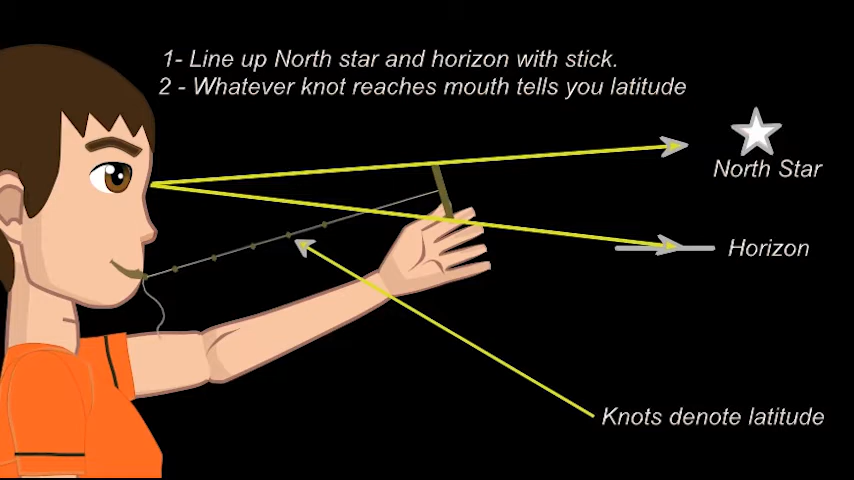 1- Line up North star and horizon with stick.
2 - Whatever knot reaches mouth tells you latitude
North Star
Horizon
Knots denote latitude